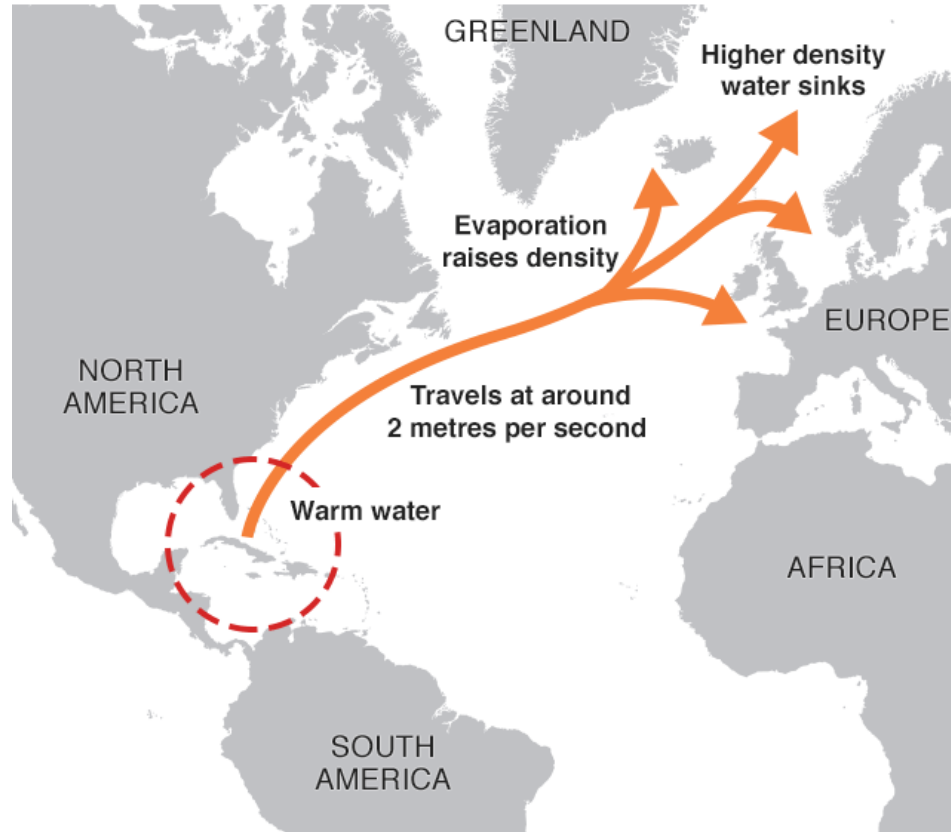 GREENLAND
Higher density
water sinks
Evaporation
raises density
EUROPE
NORTH
AMERICA
Travels at around
2 metres per second
Warm water
AFRICA
SOUTH
AMERICA